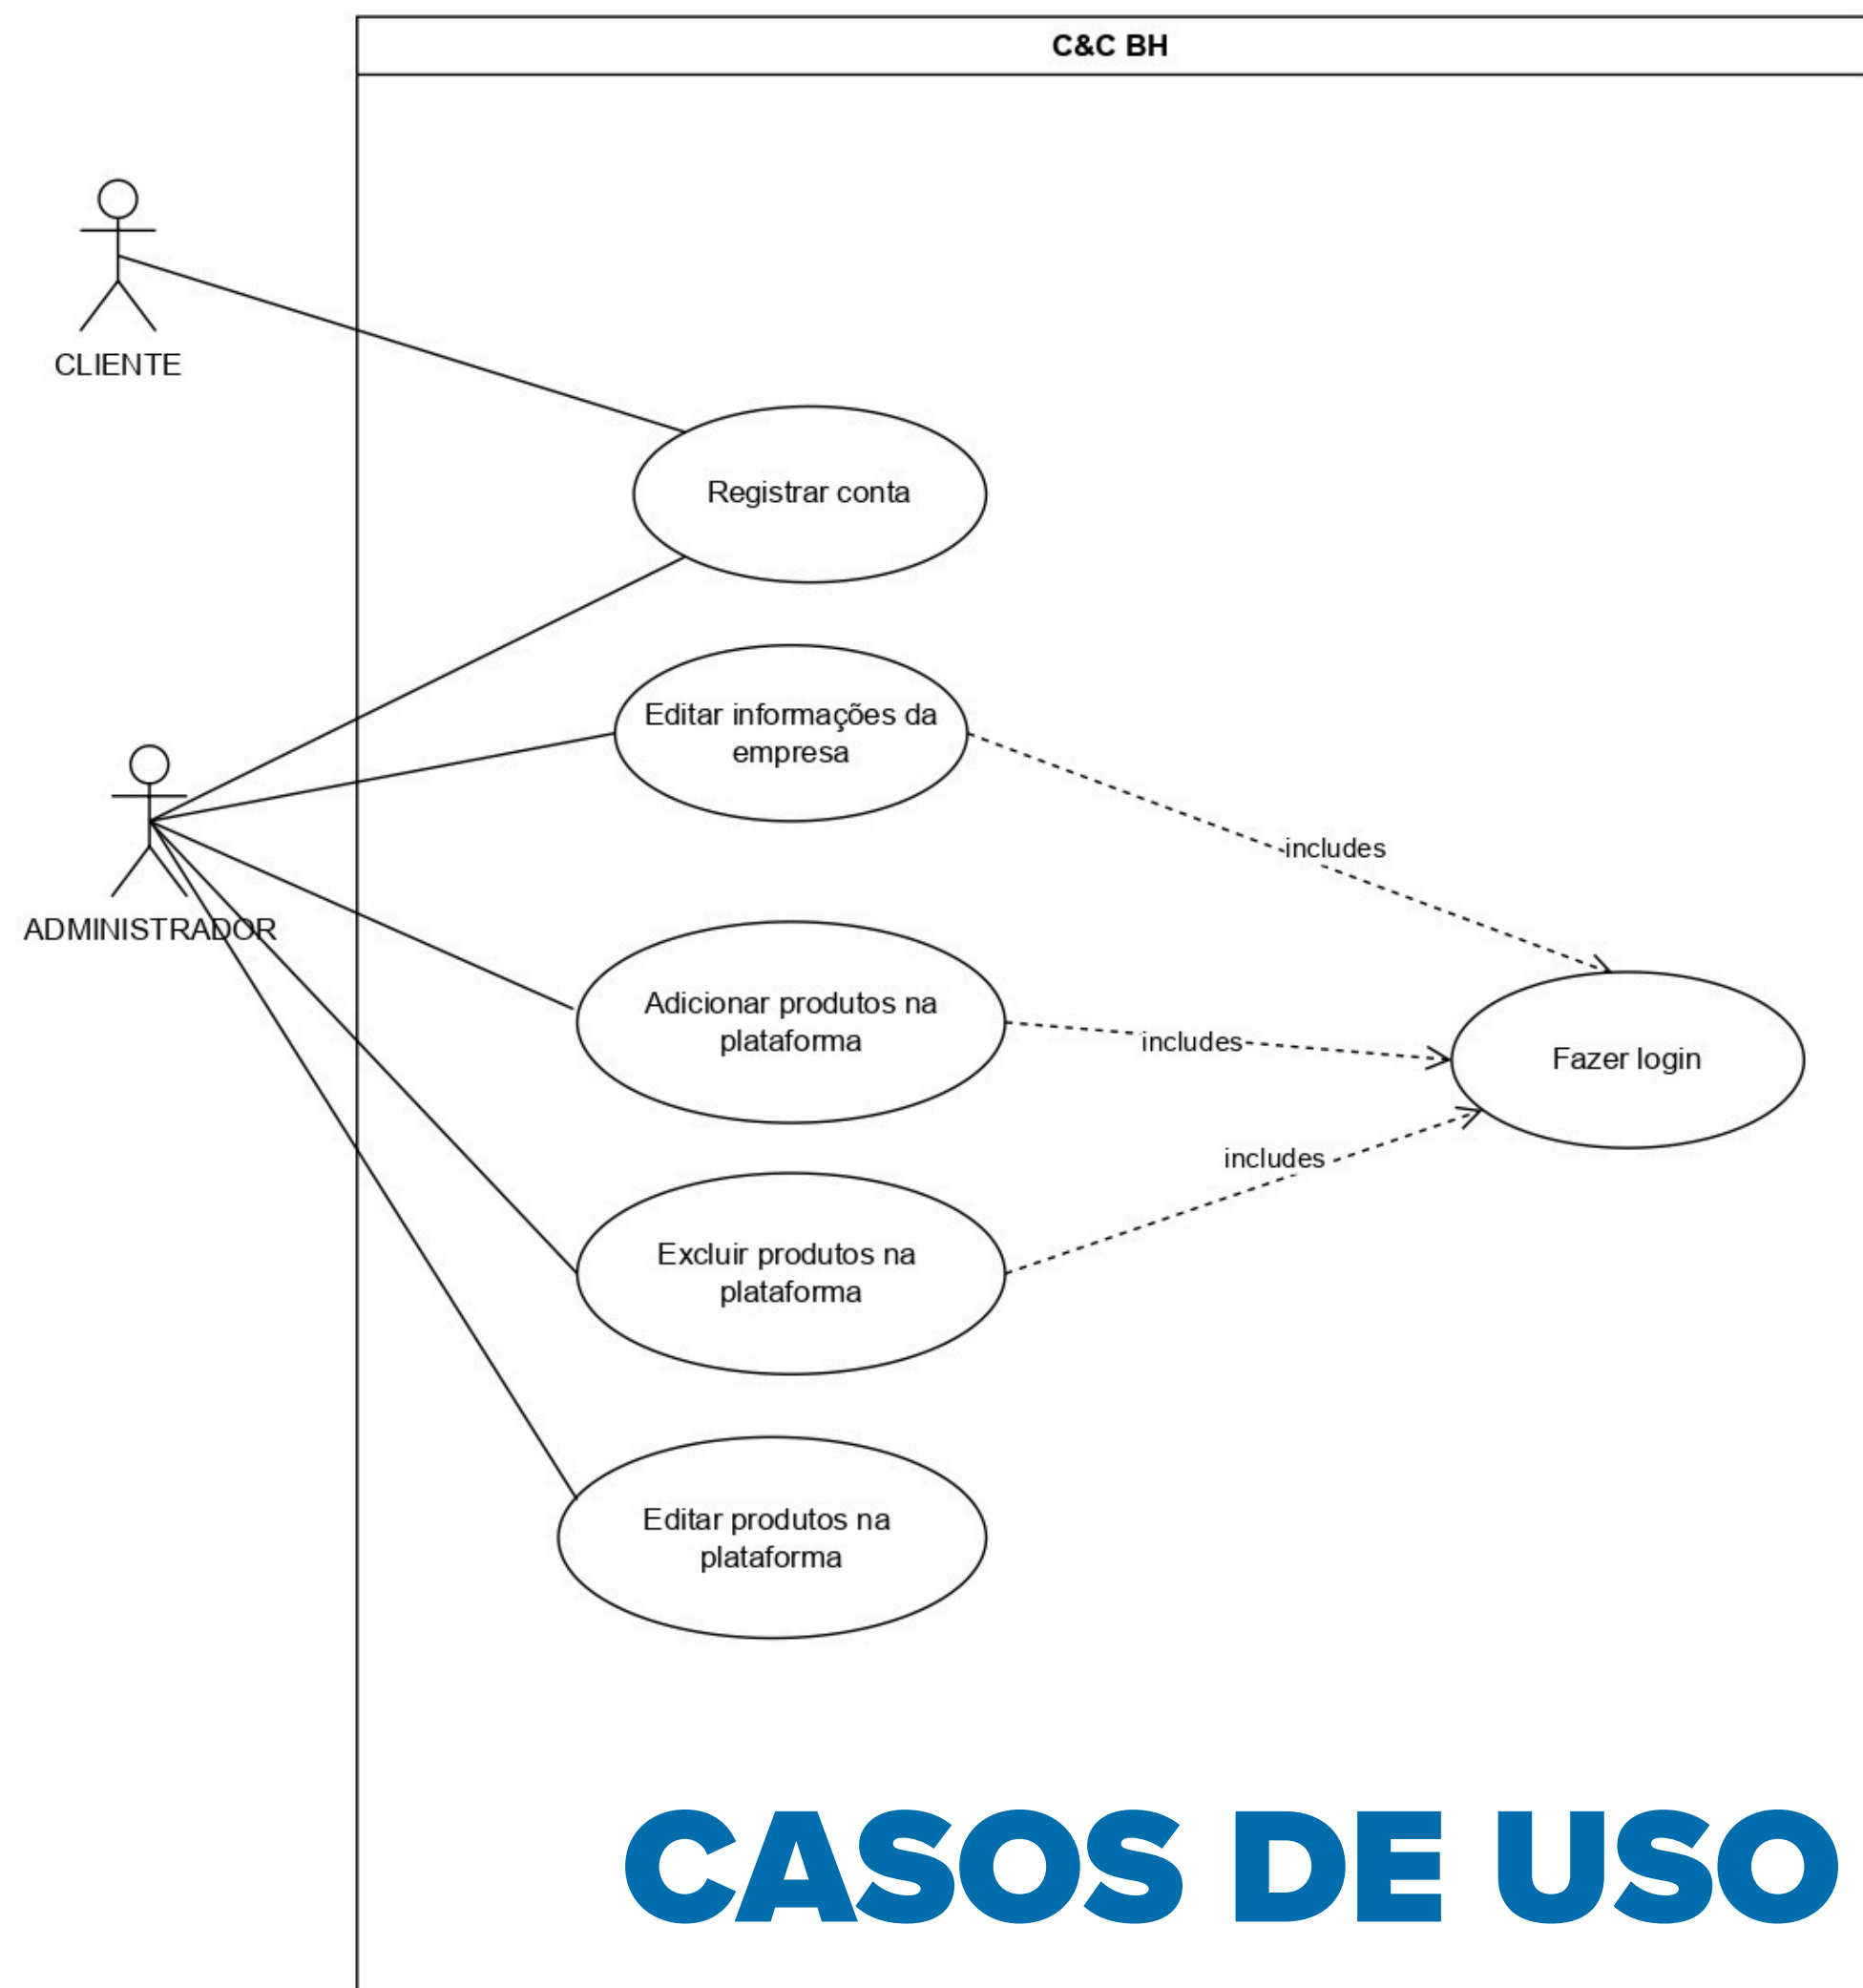 C&C BH
CLIENTE
Registrar conta
Editar informações da
empresa
includes
ADMINISTRADOR
Adicionar produtos na
plataforma
includes
Fazer login
includes
Excluir produtos na
plataforma
Editar produtos na
plataforma
CASOS DE USO